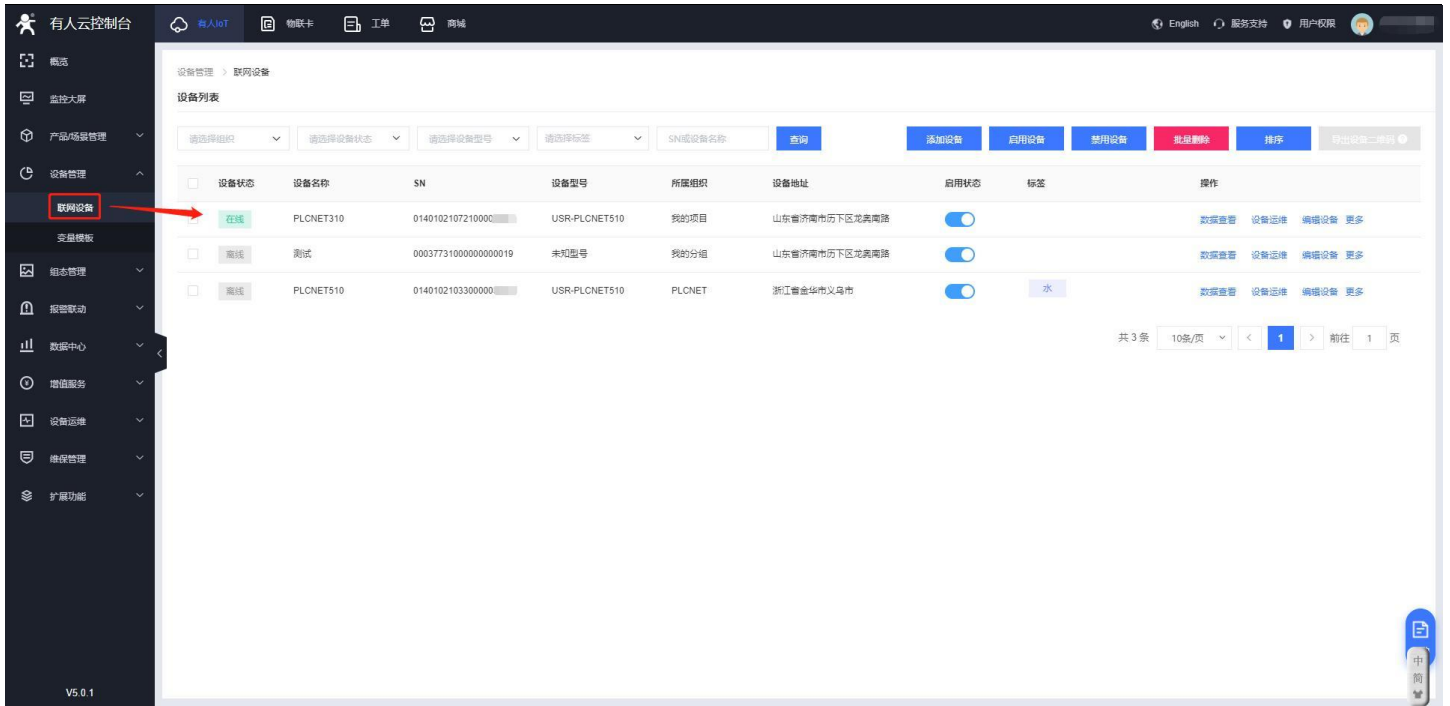 有人云控制台 有人IoT 物联卡 工单 商城 English 服务支持 用户权限
概览
监控大屏
产品/场景管理
设备管理
联网设备
变量模板
组态管理
报警联动
数据中心
增值服务
设备运维
维保管理
扩展功能
V5.0.1
设备管理 > 联网设备
设备列表
请选择组织 请选择设备状态 请选择设备型号 请选择标签 SN或设备名称 查询 添加设备 启用设备 禁用设备 批量删除 排序 导出设备二维码
设备状态 设备名称 SN 设备型号 所属组织 设备地址 启用状态 标签 操作
在线 PLCNET310 0140102107210000 USR-PLCNET510 我的项目 山东省济南市历下区龙奥南路 数据查看 设备运维 编辑设备 更多
离线 测试 00037731000000000019 未知型号 我的分组 山东省济南市历下区龙奥南路 数据查看 设备运维 编辑设备 更多
离线 PLCNET510 0140102103300000 USR-PLCNET510 PLCNET 浙江省金华市义乌市 水 数据查看 设备运维 编辑设备 更多
共 3 条 10条/页 < 1 > 前往 1 页
中
简